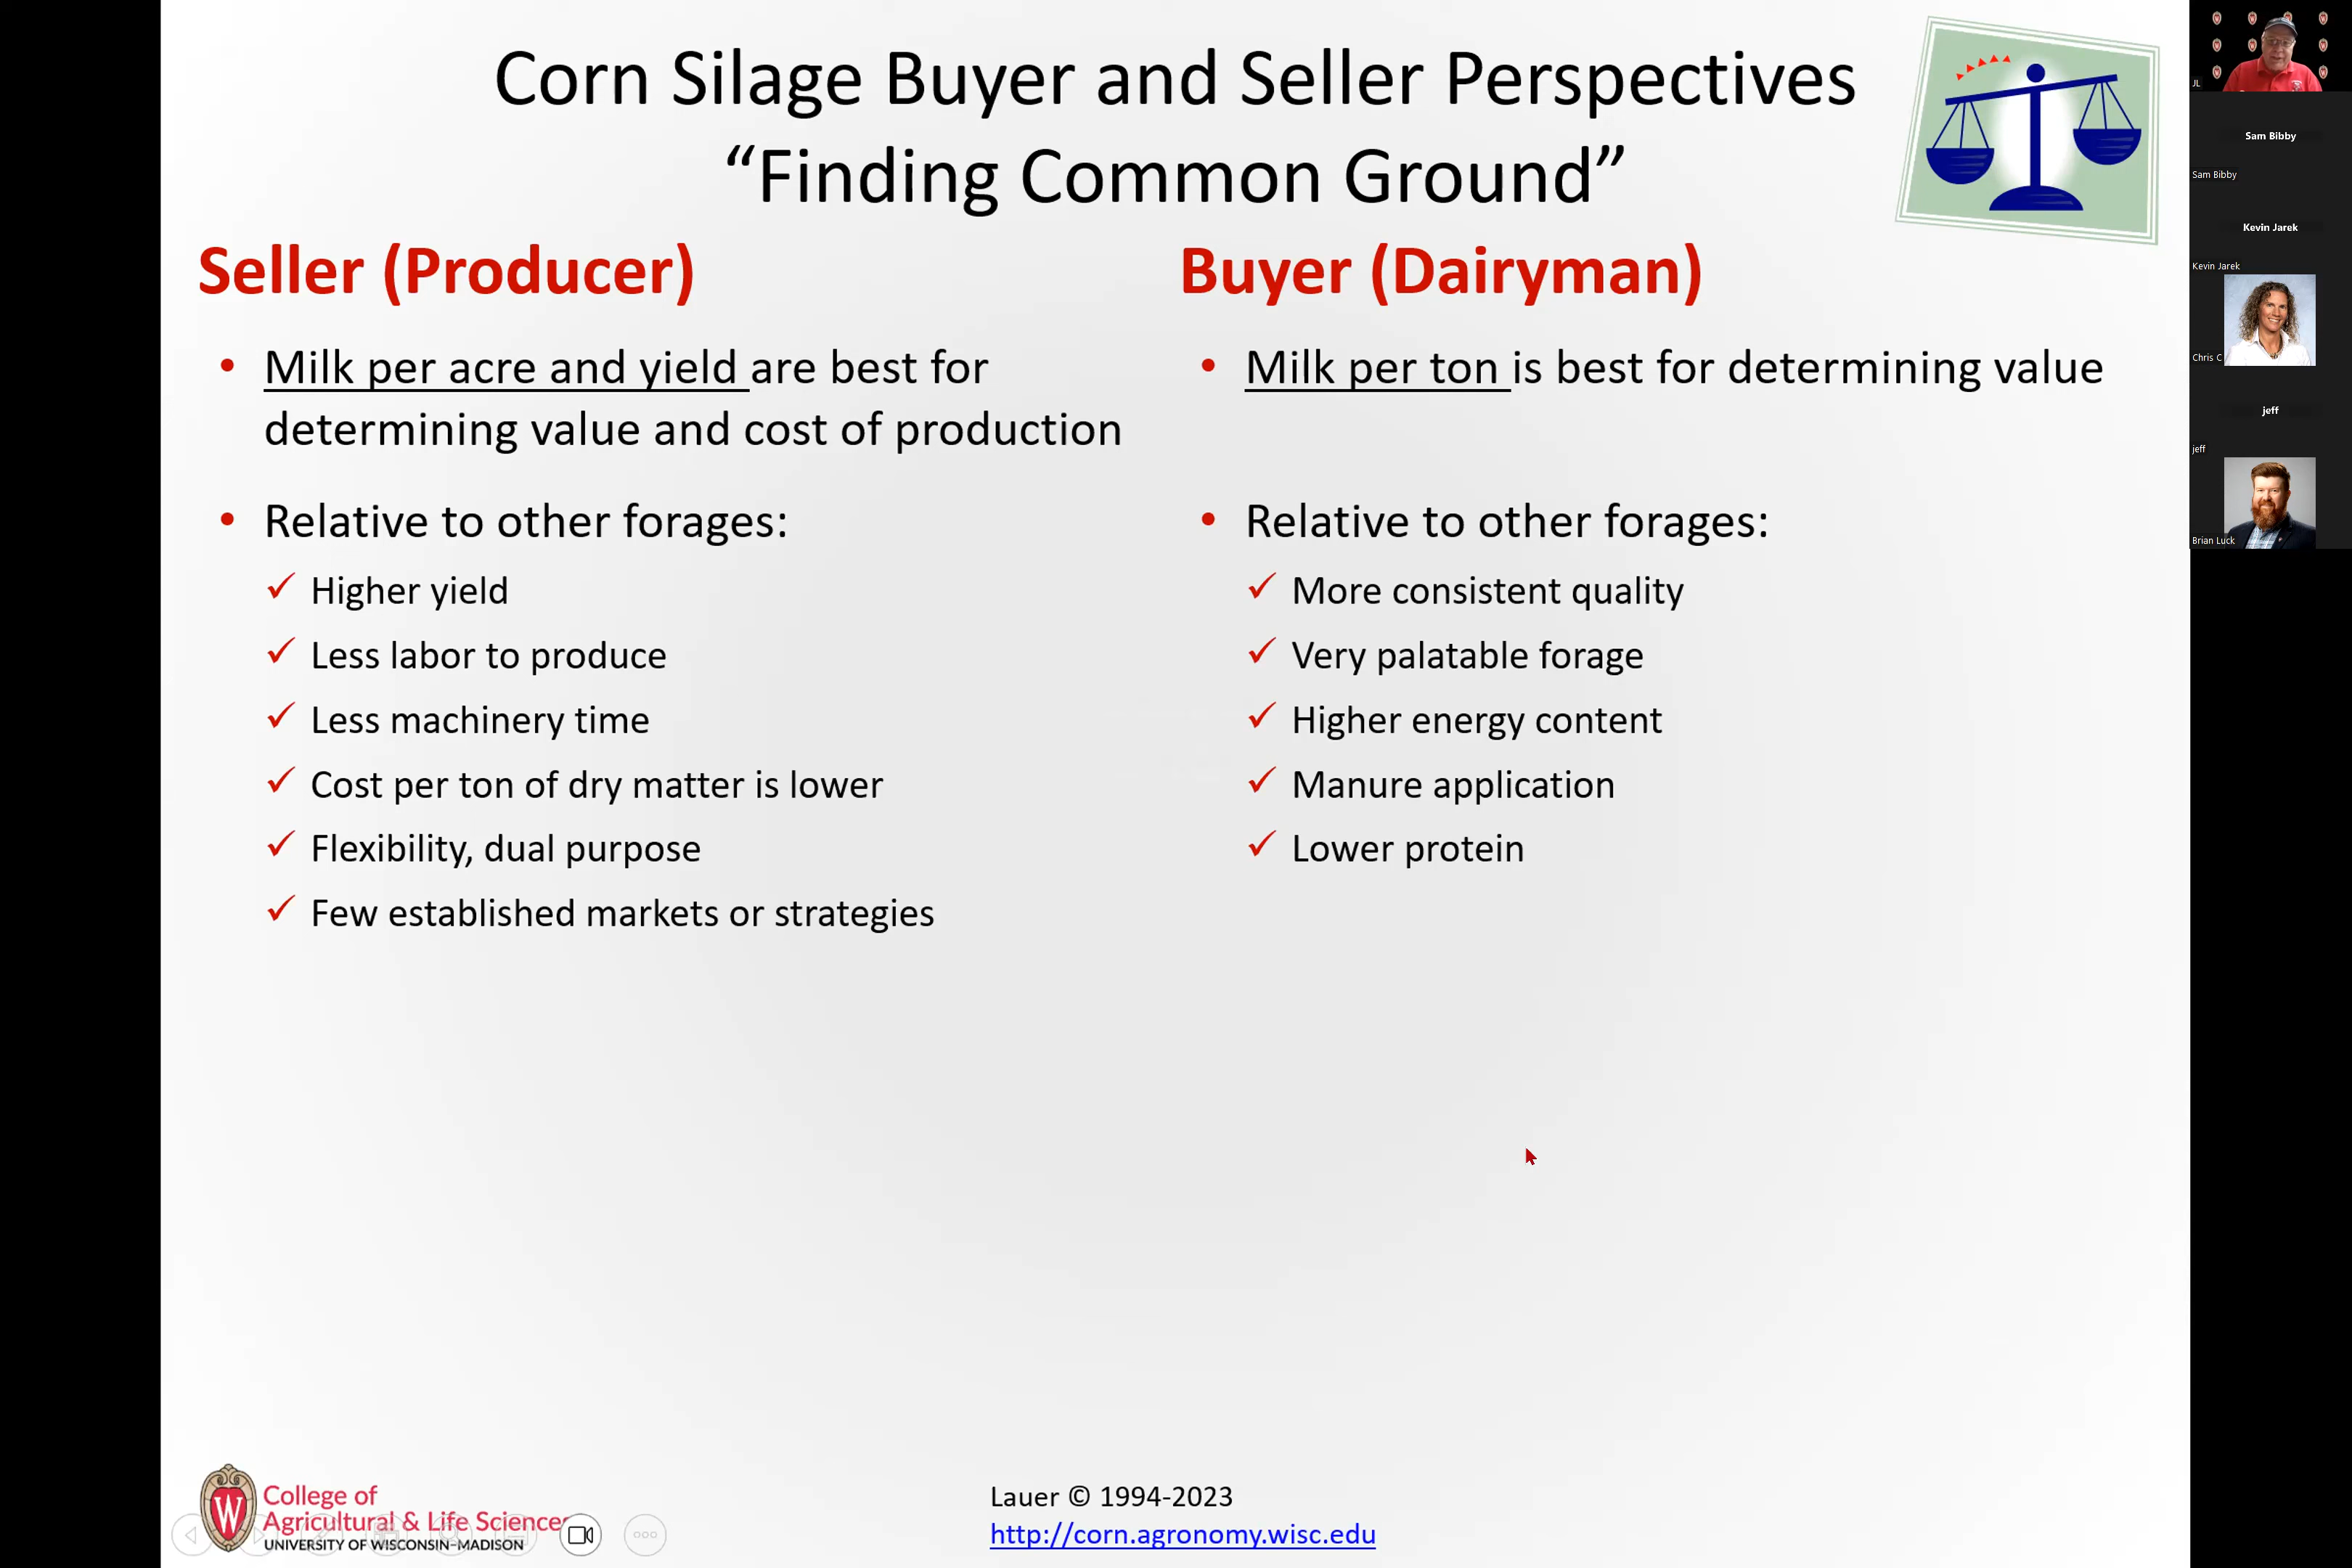 Corn Silage Buyer and Seller Perspectives
“Finding Common Ground”
Seller (Producer)
• Milk per acre and yield are best for
determining value and cost of production
• Relative to other forages:
✓ Higher yield
✓ Less labor to produce
✓ Less machinery time
✓ Cost per ton of dry matter is lower
✓ Flexibility, dual purpose
✓ Few established markets or strategies
Buyer (Dairyman)
• Milk per ton is best for determining value
• Relative to other forages:
✓ More consistent quality
✓ Very palatable forage
✓ Higher energy content
✓ Manure application
✓ Lower protein
W
College of
Agricultural & Life Sciences
UNIVERSITY OF WISCONSIN-MADISON
Lauer © 1994-2023
http://corn.agronomy.wisc.edu
JL
Sam Bibby
Sam Bibby
Kevin Jarek
Kevin Jarek
Chris C
jeff
jeff
Brian Luck